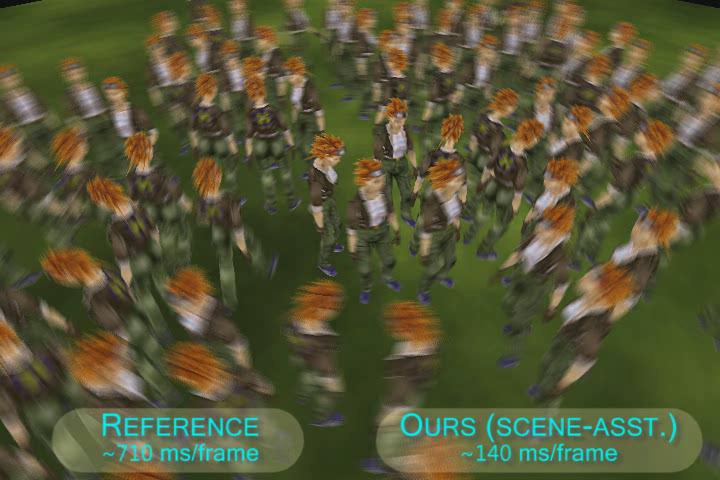 REFERENCE
~710 ms/frame
OURS (SCENE-ASST.)
~140 ms/frame